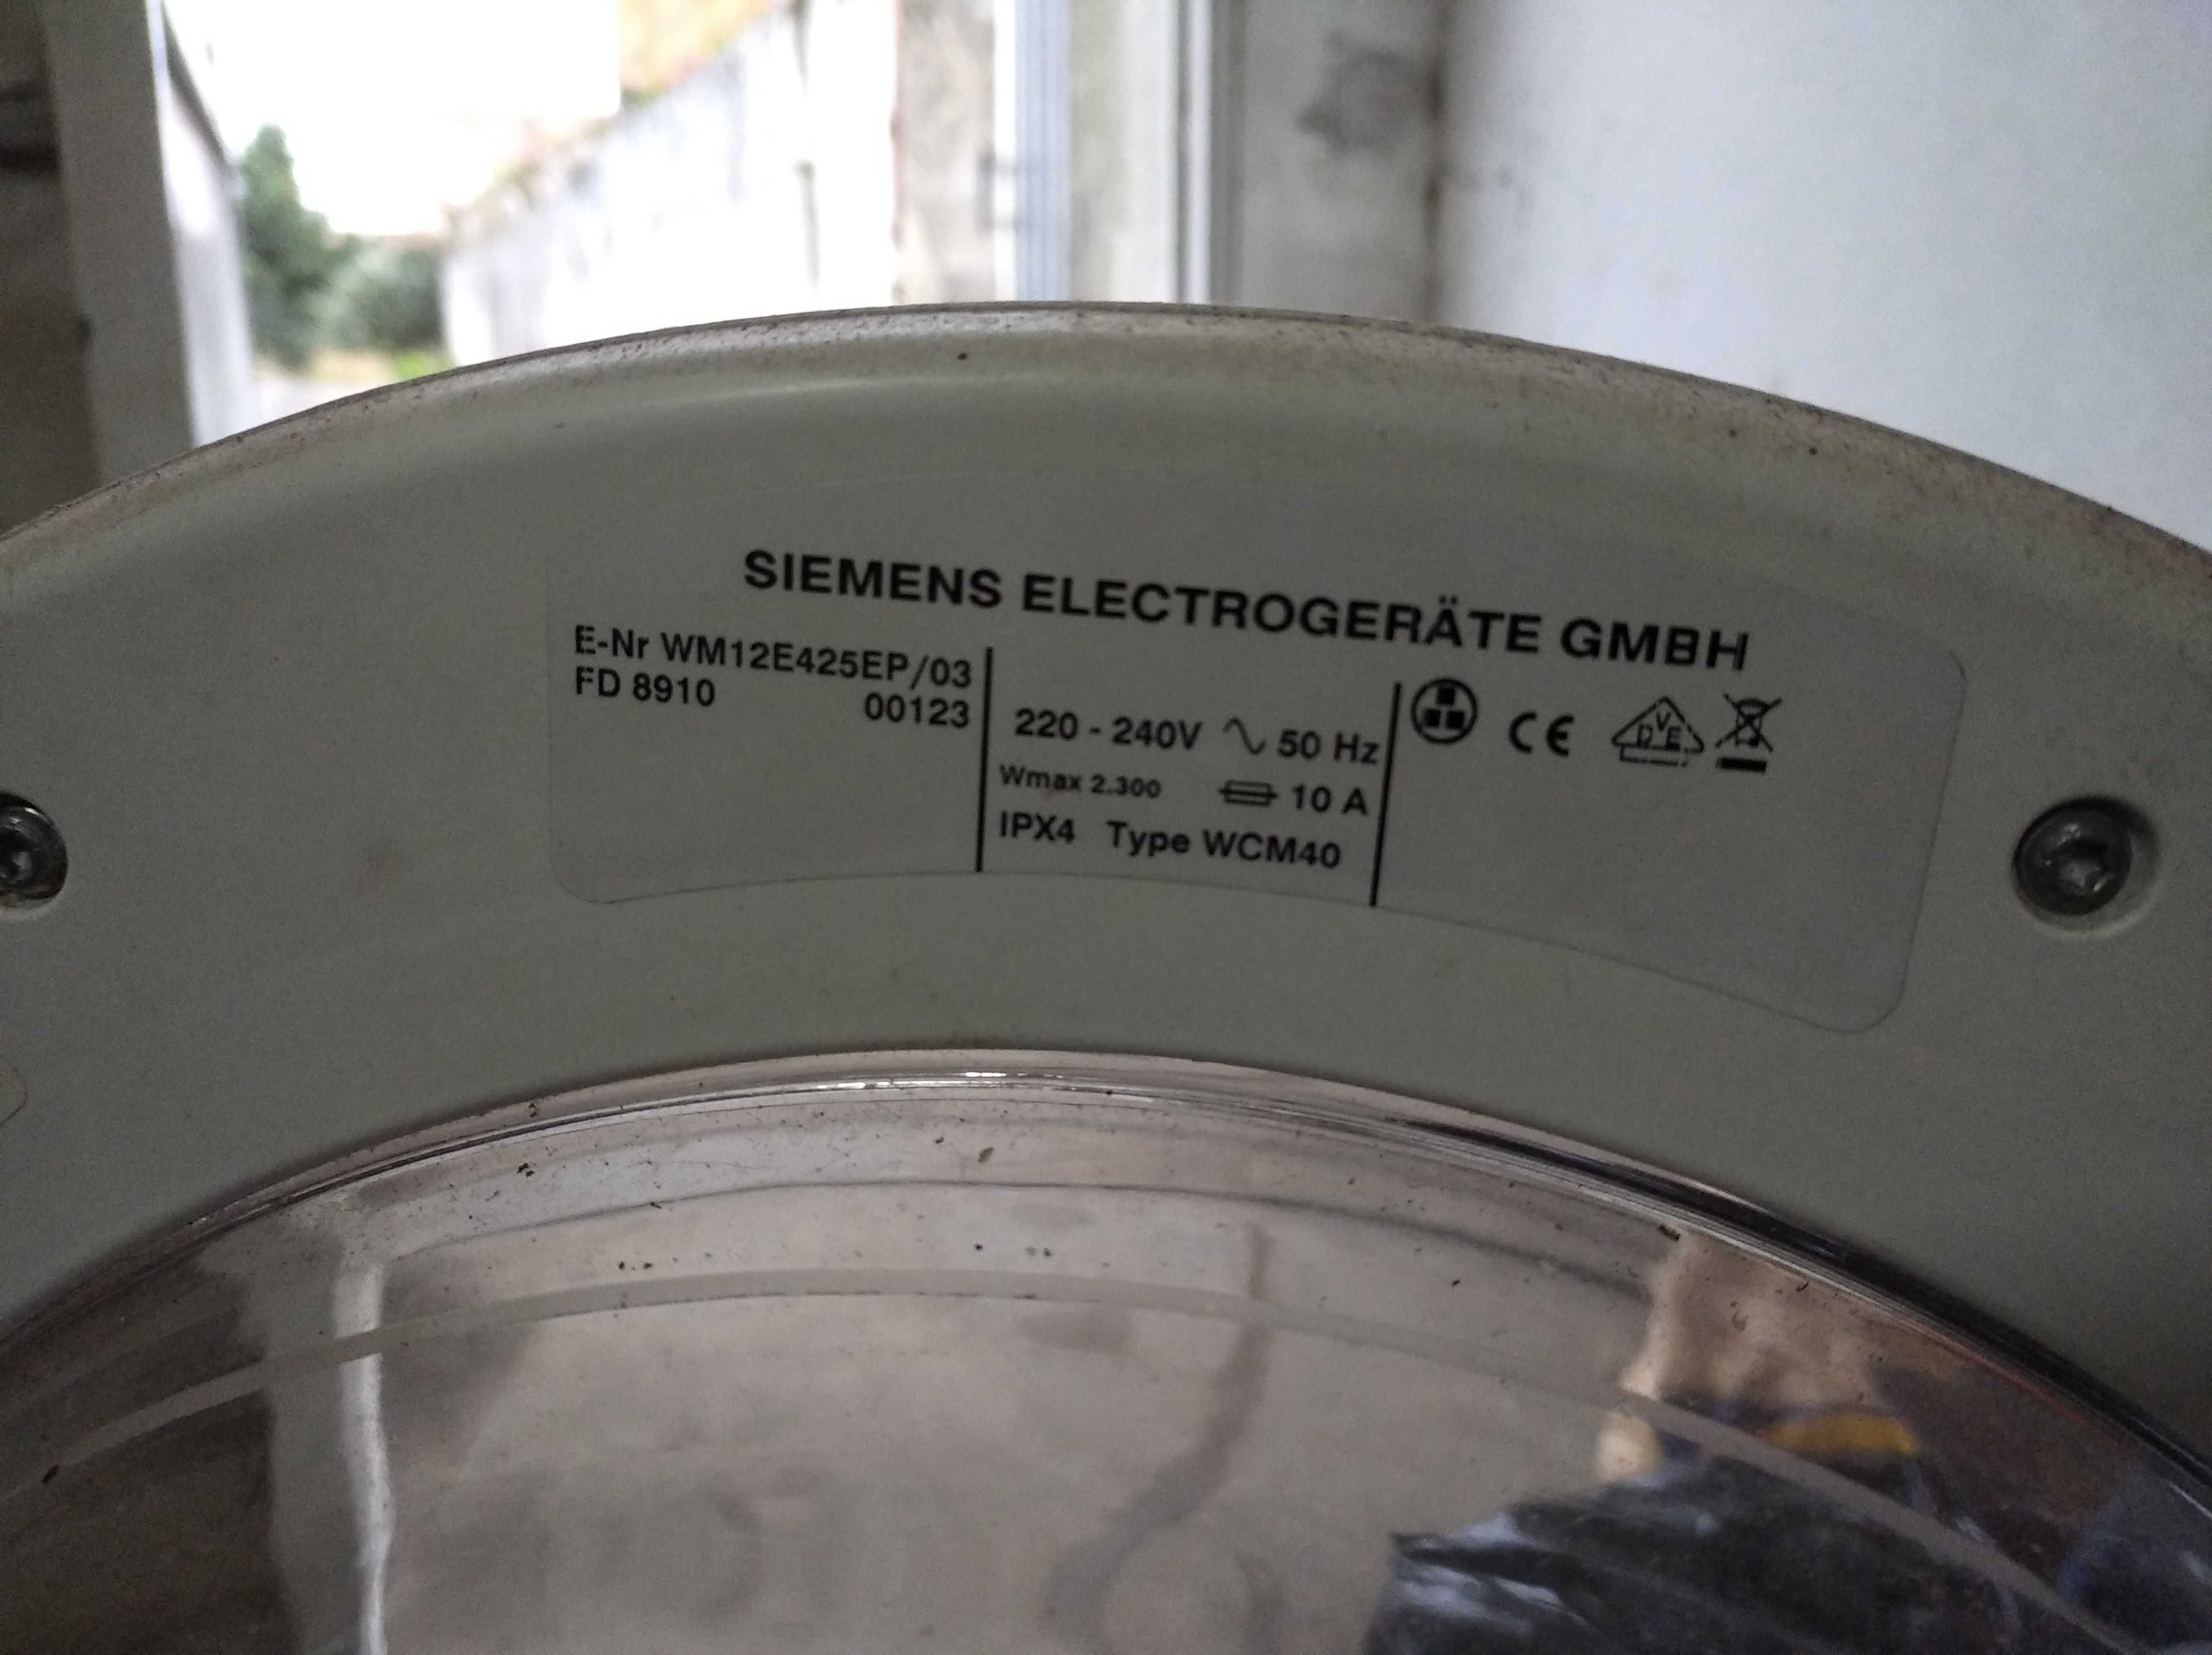 SIEMENS ELECTROGERÄTE GMBH
E-Nr WM12E425EP/03
FD 8910 00123
220 - 240V ∿ 50 Hz
Wmax 2.300 10 A
IPX4 Type WCM40
CE
DVE